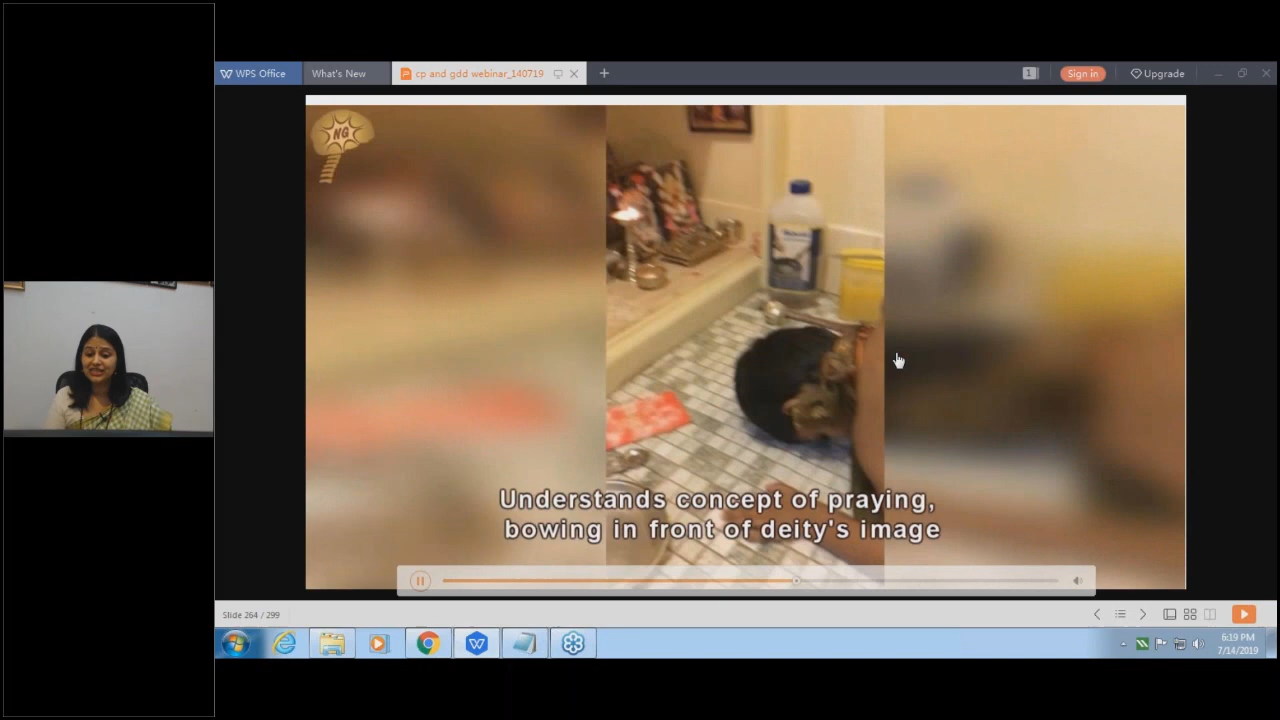 WPS Office
What's New
cp and gdd webinar_140719
1
Sign in
Upgrade
NG
Understands concept of praying,
bowing in front of deity's image
Slide 264 / 299
6:19 PM
7/14/2019